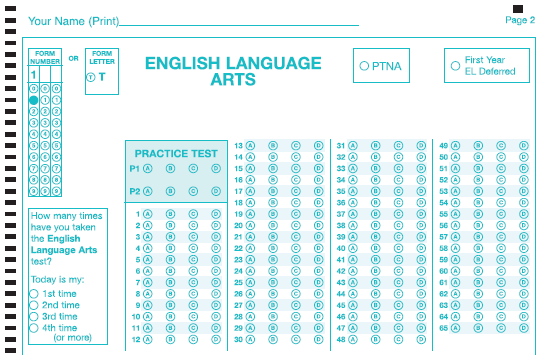 Your Name (Print)
Page 2
FORM
NUMBER
1
OR
FORM
LETTER
T T
ENGLISH LANGUAGE
ARTS
PTNA
First Year
EL Deferred
0 0 0
1 1
2 2 2
3 3 3
4 4 4
5 5 5
6 6 6
7 7 7
8 8 8
9 9 9
How many times
have you taken
the English
Language Arts
test?
Today is my:
1st time
2nd time
3rd time
4th time
(or more)
PRACTICE TEST
P1 A B C D
P2 A B C D
1 A B C D
2 A B C D
3 A B C D
4 A B C D
5 A B C D
6 A B C D
7 A B C D
8 A B C D
9 A B C D
10 A B C D
11 A B C D
12 A B C D
13 A B C D
14 A B C D
15 A B C D
16 A B C D
17 A B C D
18 A B C D
19 A B C D
20 A B C D
21 A B C D
22 A B C D
23 A B C D
24 A B C D
25 A B C D
26 A B C D
27 A B C D
28 A B C D
29 A B C D
30 A B C D
31 A B C D
32 A B C D
33 A B C D
34 A B C D
35 A B C D
36 A B C D
37 A B C D
38 A B C D
39 A B C D
40 A B C D
41 A B C D
42 A B C D
43 A B C D
44 A B C D
45 A B C D
46 A B C D
47 A B C D
48 A B C D
49 A B C D
50 A B C D
51 A B C D
52 A B C D
53 A B C D
54 A B C D
55 A B C D
56 A B C D
57 A B C D
58 A B C D
59 A B C D
60 A B C D
61 A B C D
62 A B C D
63 A B C D
64 A B C D
65 A B C D